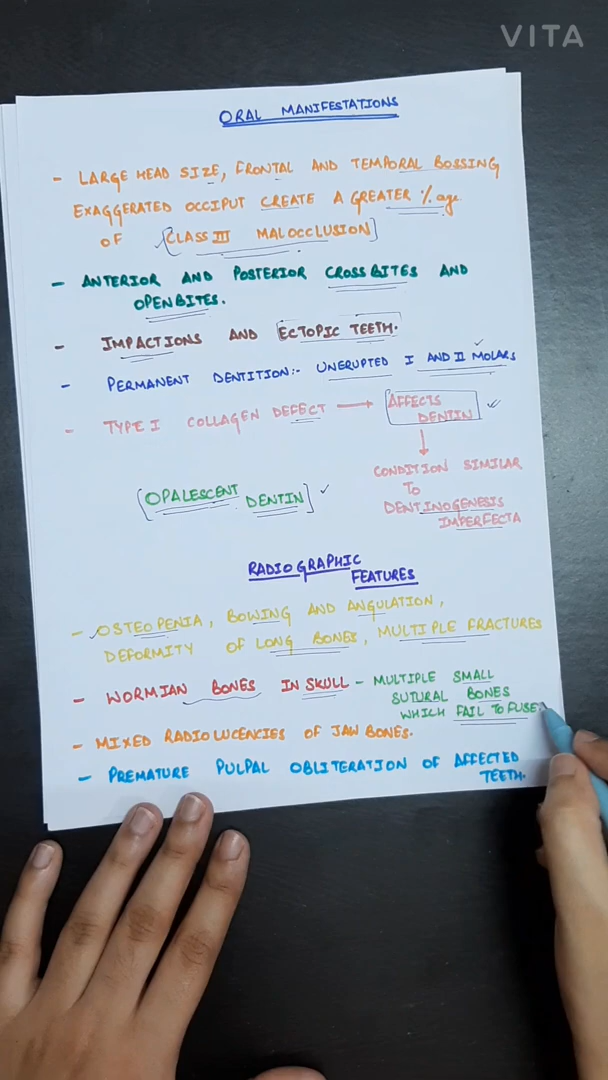 VITA
ORAL MANIFESTATIONS
- LARGE HEAD SIZE, FRONTAL AND TEMPORAL BOSSING
EXAGGERATED OCCIPUT CREATE A GREATER %age
OF [CLASS III MALOCCLUSION]
- ANTERIOR AND POSTERIOR CROSSBITES AND
OPENBITES.
- IMPACTIONS AND ECTOPIC TEETH.
- PERMANENT DENTITION:- UNERUPTED I AND II MOLARS
- TYPE I COLLAGEN DEFECT → AFFECTS
DENTIN
↓
CONDITION SIMILAR
TO
DENTINOGENESIS
IMPERFECTA
[OPALESCENT DENTIN]
RADIOGRAPHIC
FEATURES
- OSTEOPENIA, BOWING AND ANGULATION,
DEFORMITY OF LONG BONES, MULTIPLE FRACTURES
- WORMIAN BONES IN SKULL - MULTIPLE SMALL
SUTURAL BONES
WHICH FAIL TO FUSE
- MIXED RADIOLUCENCIES OF JAW BONES.
- PREMATURE PULPAL OBLITERATION OF AFFECTED
TEETH.